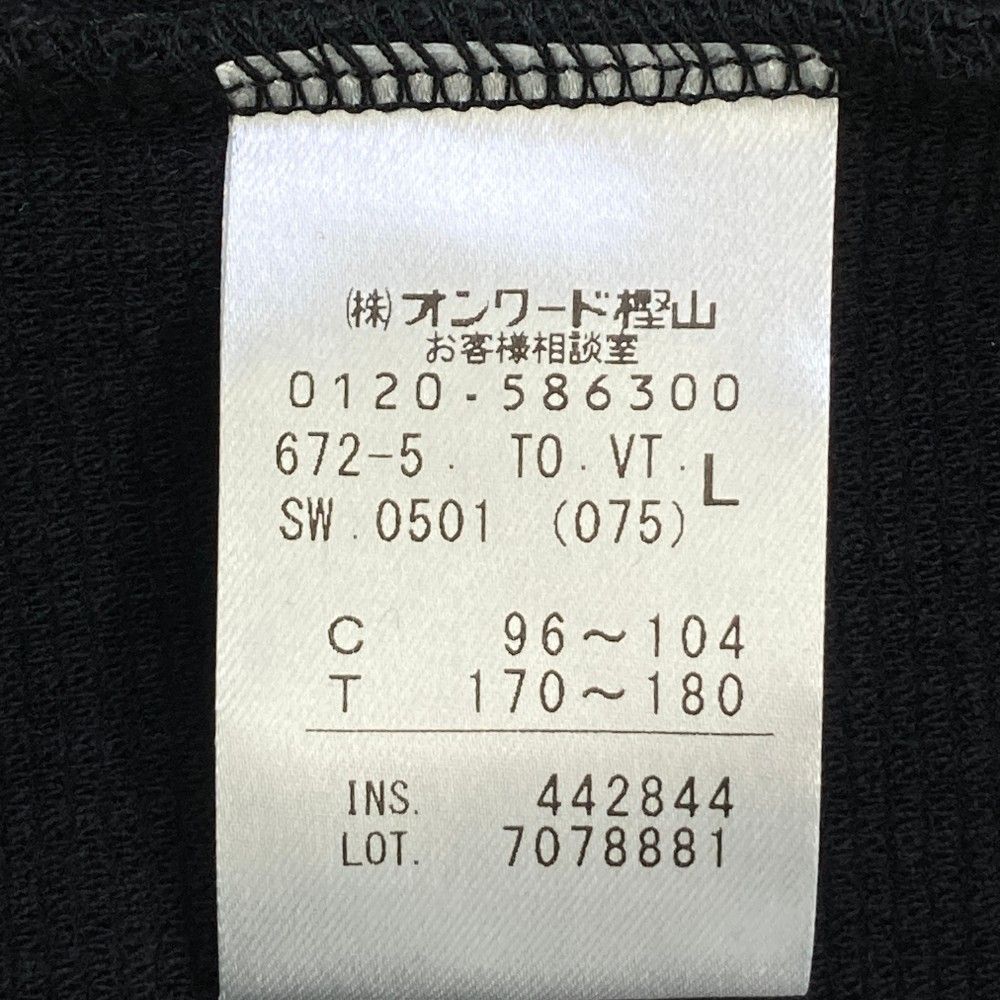 (株)オンワード樫山
お客様相談室
0120-586300
672-5. TO. VT. L
SW. 0501 (075)
C 96～104
T 170～180
INS. 442844
LOT. 7078881